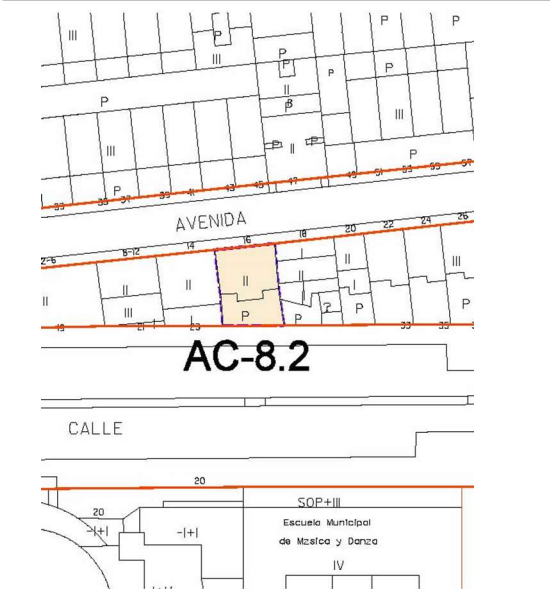 III
P
P
P
III
P
P
P
P
II
P
III
P
III
P
II
P
P
P
33
35
37
39
41
43
45
47
49
51
53
55
57
AVENIDA
2-6
8-12
14
16
18
20
22
24
26
I
II
III
II
II
II
II
I
II
II
III
P
P
P
P
?
19
21
23
33
35
AC-8.2
CALLE
20
20
SOP+III
-I+I
-I+I
Escuela Municipal
de Mzsica y Danza
IV